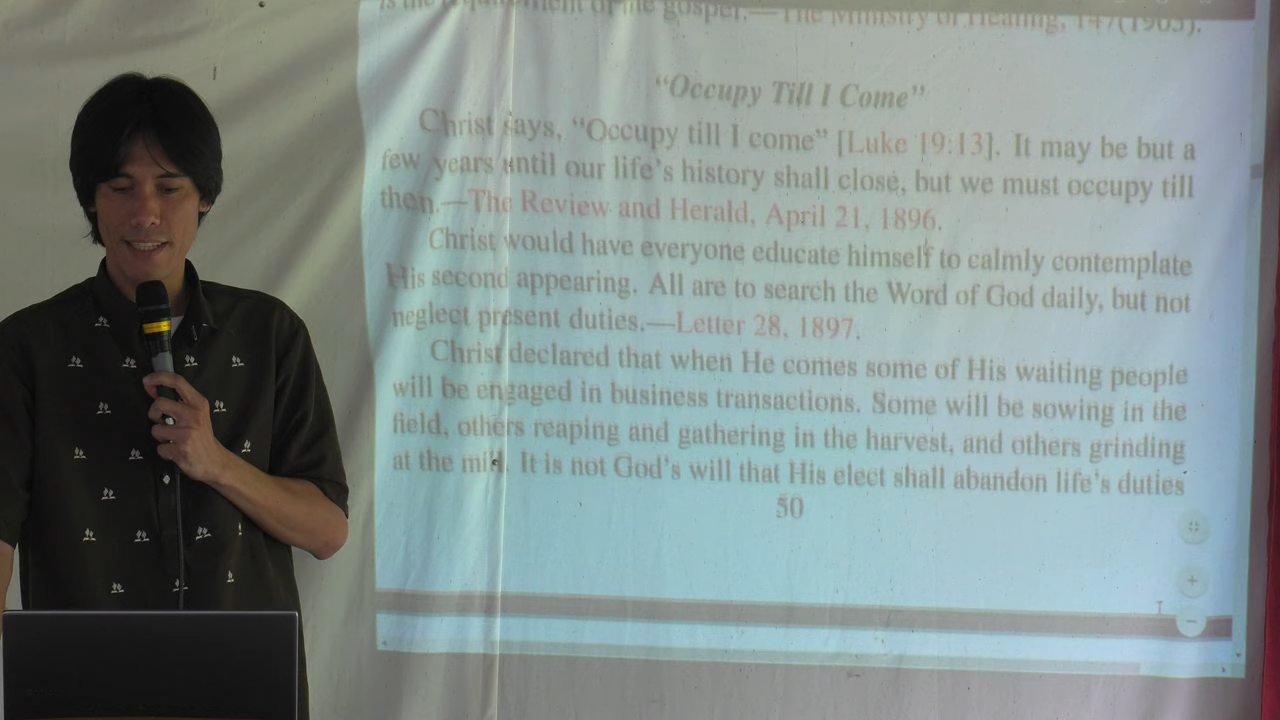 is the requirement of the gospel.—The Ministry of Healing, 147(1905).
“Occupy Till I Come”
Christ says, “Occupy till I come” [Luke 19:13]. It may be but a
few years until our life’s history shall close, but we must occupy till
then.—The Review and Herald, April 21, 1896.
Christ would have everyone educate himself to calmly contemplate
His second appearing. All are to search the Word of God daily, but not
neglect present duties.—Letter 28, 1897.
Christ declared that when He comes some of His waiting people
will be engaged in business transactions. Some will be sowing in the
field, others reaping and gathering in the harvest, and others grinding
at the mill. It is not God’s will that His elect shall abandon life’s duties
50